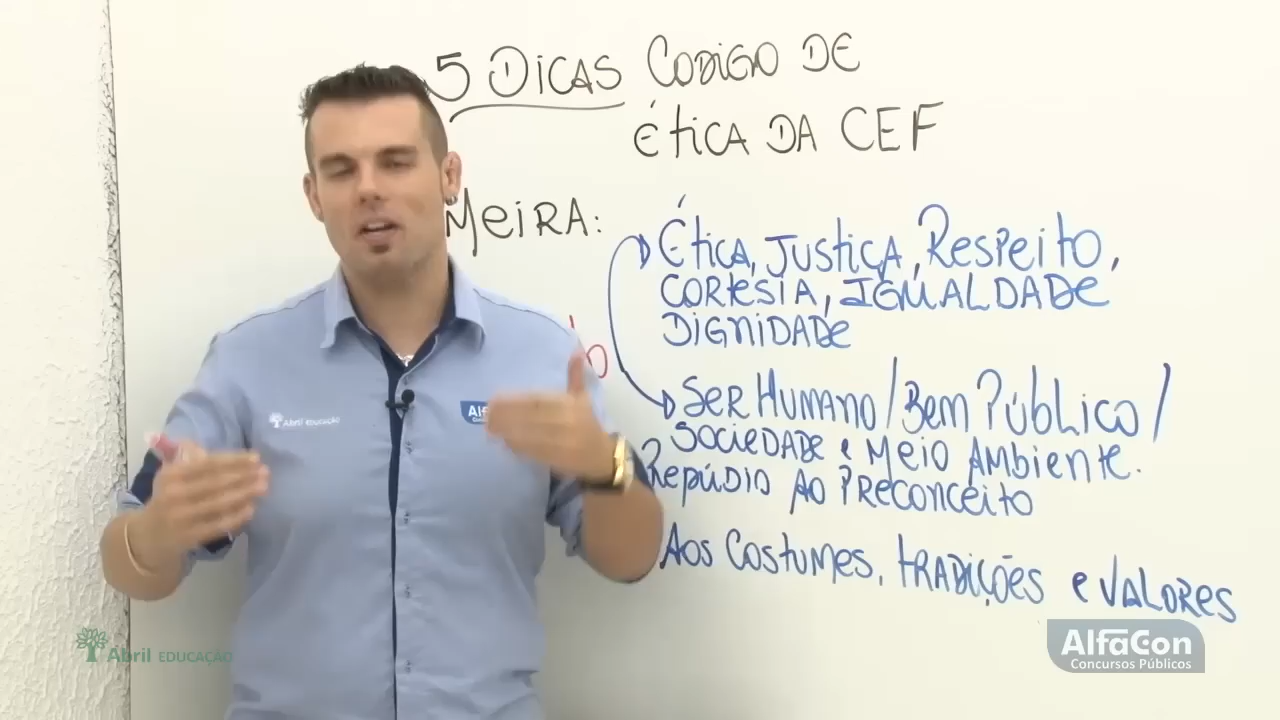 5 Dicas Código de
Ética da CEF
Meira:
Ética, Justiça, Respeito,
Cortesia, Igualdade
Dignidade
Ser Humano / Bem Público /
Sociedade e Meio Ambiente.
Repúdio ao Preconceito
Aos Costumes, Tradições e Valores
Abril EDUCAÇÃO
Abril EDUCAÇÃO
AlfaCon
Concursos Públicos